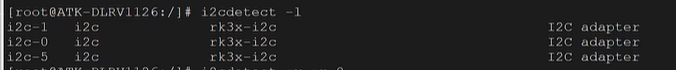 [root@ATK-DLRV1126:/]# i2cdetect -l
i2c-1 i2c rk3x-i2c I2C adapter
i2c-0 i2c rk3x-i2c I2C adapter
i2c-5 i2c rk3x-i2c I2C adapter